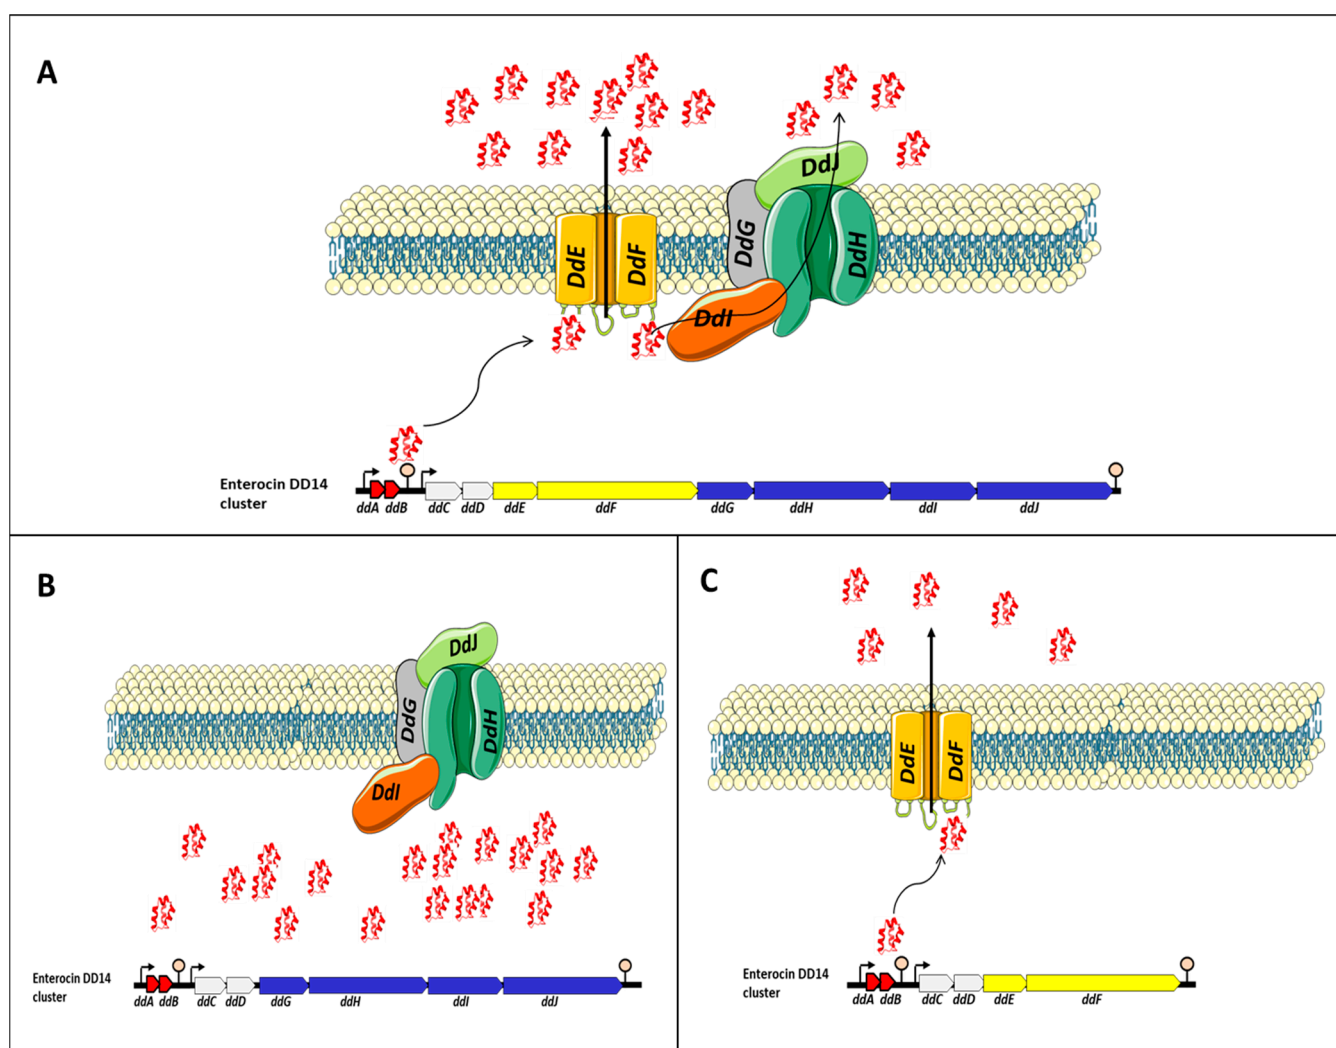 A
DdJ
DdG
DdE
DdF
DdH
DdI
Enterocin DD14
cluster
ddA ddB ddC ddD ddE ddF ddG ddH ddI ddJ
B
DdJ
DdG
DdH
DdI
Enterocin DD14
cluster
ddA ddB ddC ddD ddG ddH ddI ddJ
C
DdE
DdF
Enterocin DD14
cluster
ddA ddB ddC ddD ddE ddF